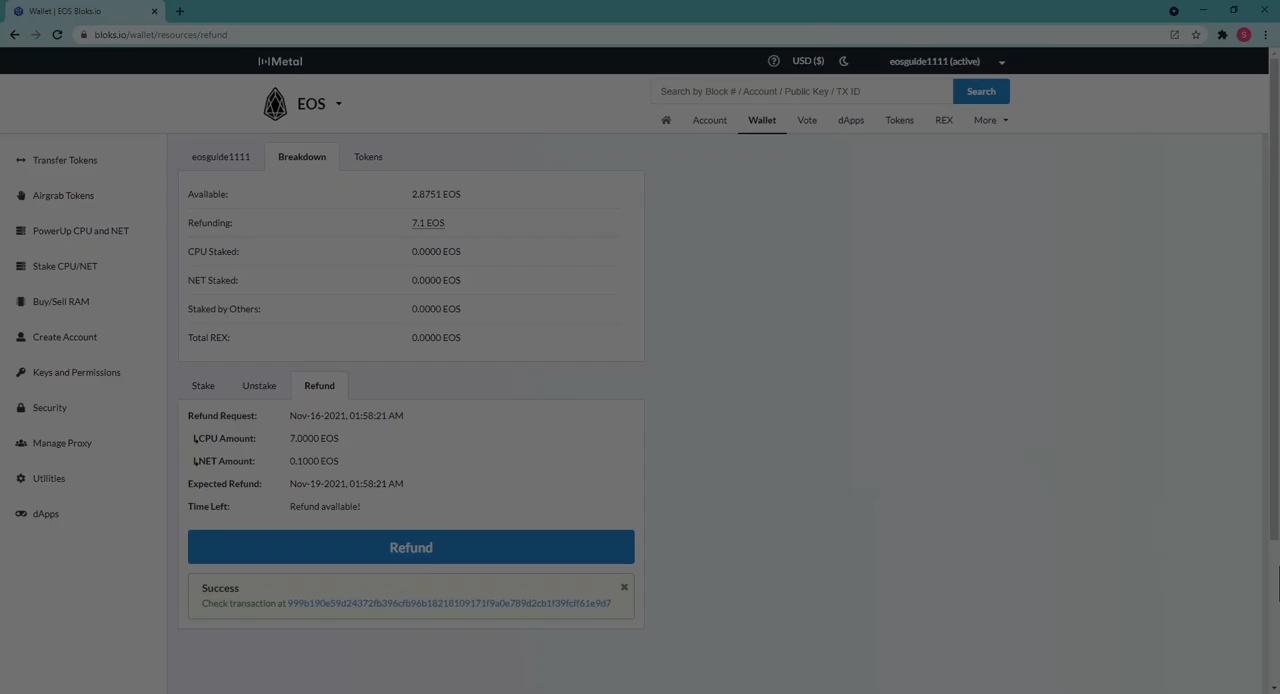 Wallet | EOS Bloks.io
bloks.io/wallet/resources/refund
S
Metal
USD ($)
eosguide1111 (active)
EOS
Search by Block # / Account / Public Key / TX ID
Search
Account
Wallet
Vote
dApps
Tokens
REX
More
Transfer Tokens
Airgrab Tokens
PowerUp CPU and NET
Stake CPU/NET
Buy/Sell RAM
Create Account
Keys and Permissions
Security
Manage Proxy
Utilities
dApps
eosguide1111
Breakdown
Tokens
Available: 2.8751 EOS
Refunding: 7.1 EOS
CPU Staked: 0.0000 EOS
NET Staked: 0.0000 EOS
Staked by Others: 0.0000 EOS
Total REX: 0.0000 EOS
Stake
Unstake
Refund
Refund Request: Nov-16-2021, 01:58:21 AM
↳CPU Amount: 7.0000 EOS
↳NET Amount: 0.1000 EOS
Expected Refund: Nov-19-2021, 01:58:21 AM
Time Left: Refund available!
Refund
Success
Check transaction at 999b190e59d24372fb396cfb96b18218109171f9a0e789d2cb1f39fcff61e9d7